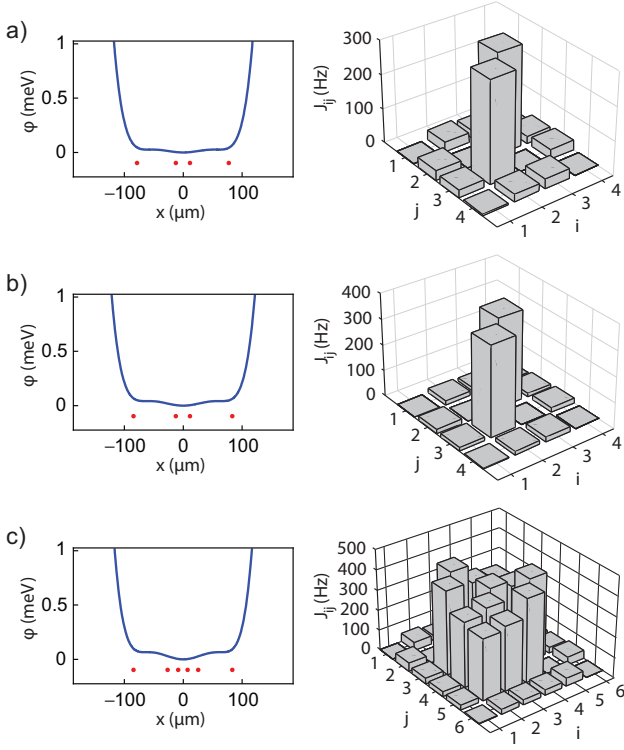 a)
1
0.5
0
φ (meV)
−100 0 100
x (μm)
300
200
100
0
J_ij (Hz)
1 2 3 4
j
1 2 3 4
i
b)
1
0.5
0
φ (meV)
−100 0 100
x (μm)
400
300
200
100
0
J_ij (Hz)
1 2 3 4
j
1 2 3 4
i
c)
1
0.5
0
φ (meV)
−100 0 100
x (μm)
500
400
300
200
100
0
J_ij (Hz)
1 2 3 4 5 6
j
1 2 3 4 5 6
i